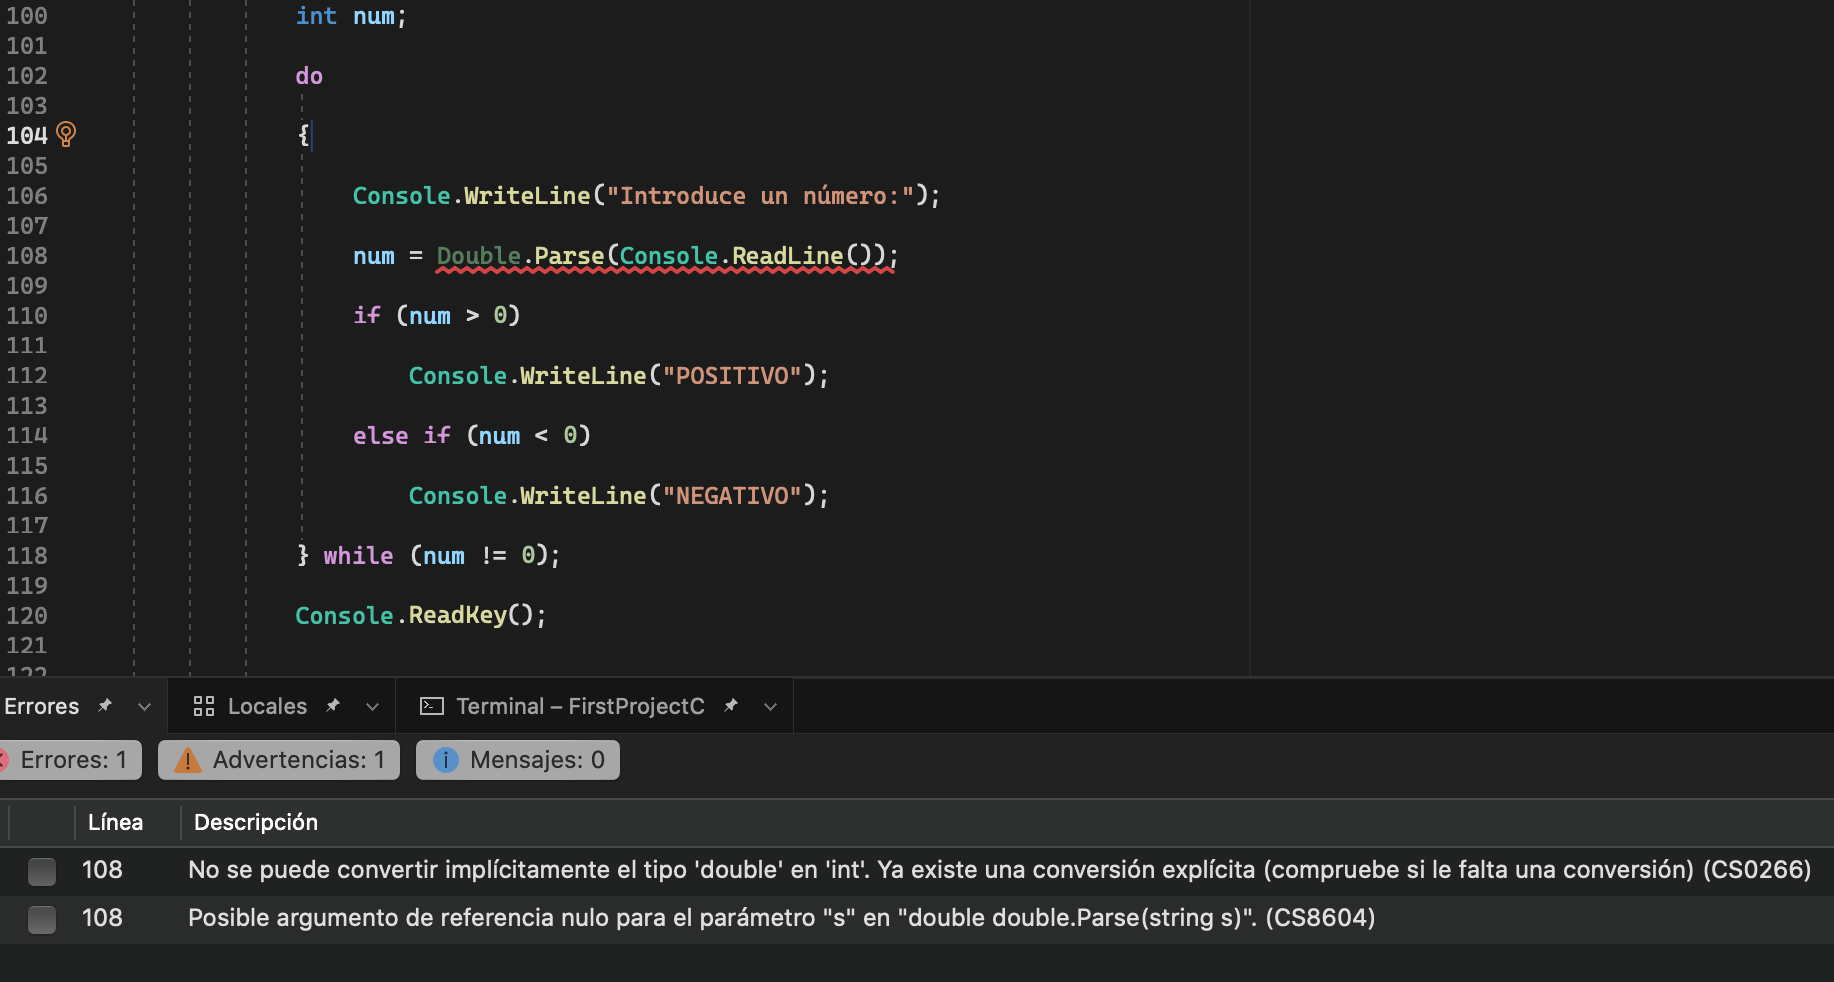 100 int num;
101
102 do
103
104 {
105
106 Console.WriteLine("Introduce un número:");
107
108 num = Double.Parse(Console.ReadLine());
109
110 if (num > 0)
111
112 Console.WriteLine("POSITIVO");
113
114 else if (num < 0)
115
116 Console.WriteLine("NEGATIVO");
117
118 } while (num != 0);
119
120 Console.ReadKey();
121
122
Errores Locales Terminal – FirstProjectC
Errores: 1 Advertencias: 1 Mensajes: 0
Línea Descripción
108 No se puede convertir implícitamente el tipo 'double' en 'int'. Ya existe una conversión explícita (compruebe si le falta una conversión) (CS0266)
108 Posible argumento de referencia nulo para el parámetro "s" en "double double.Parse(string s)". (CS8604)